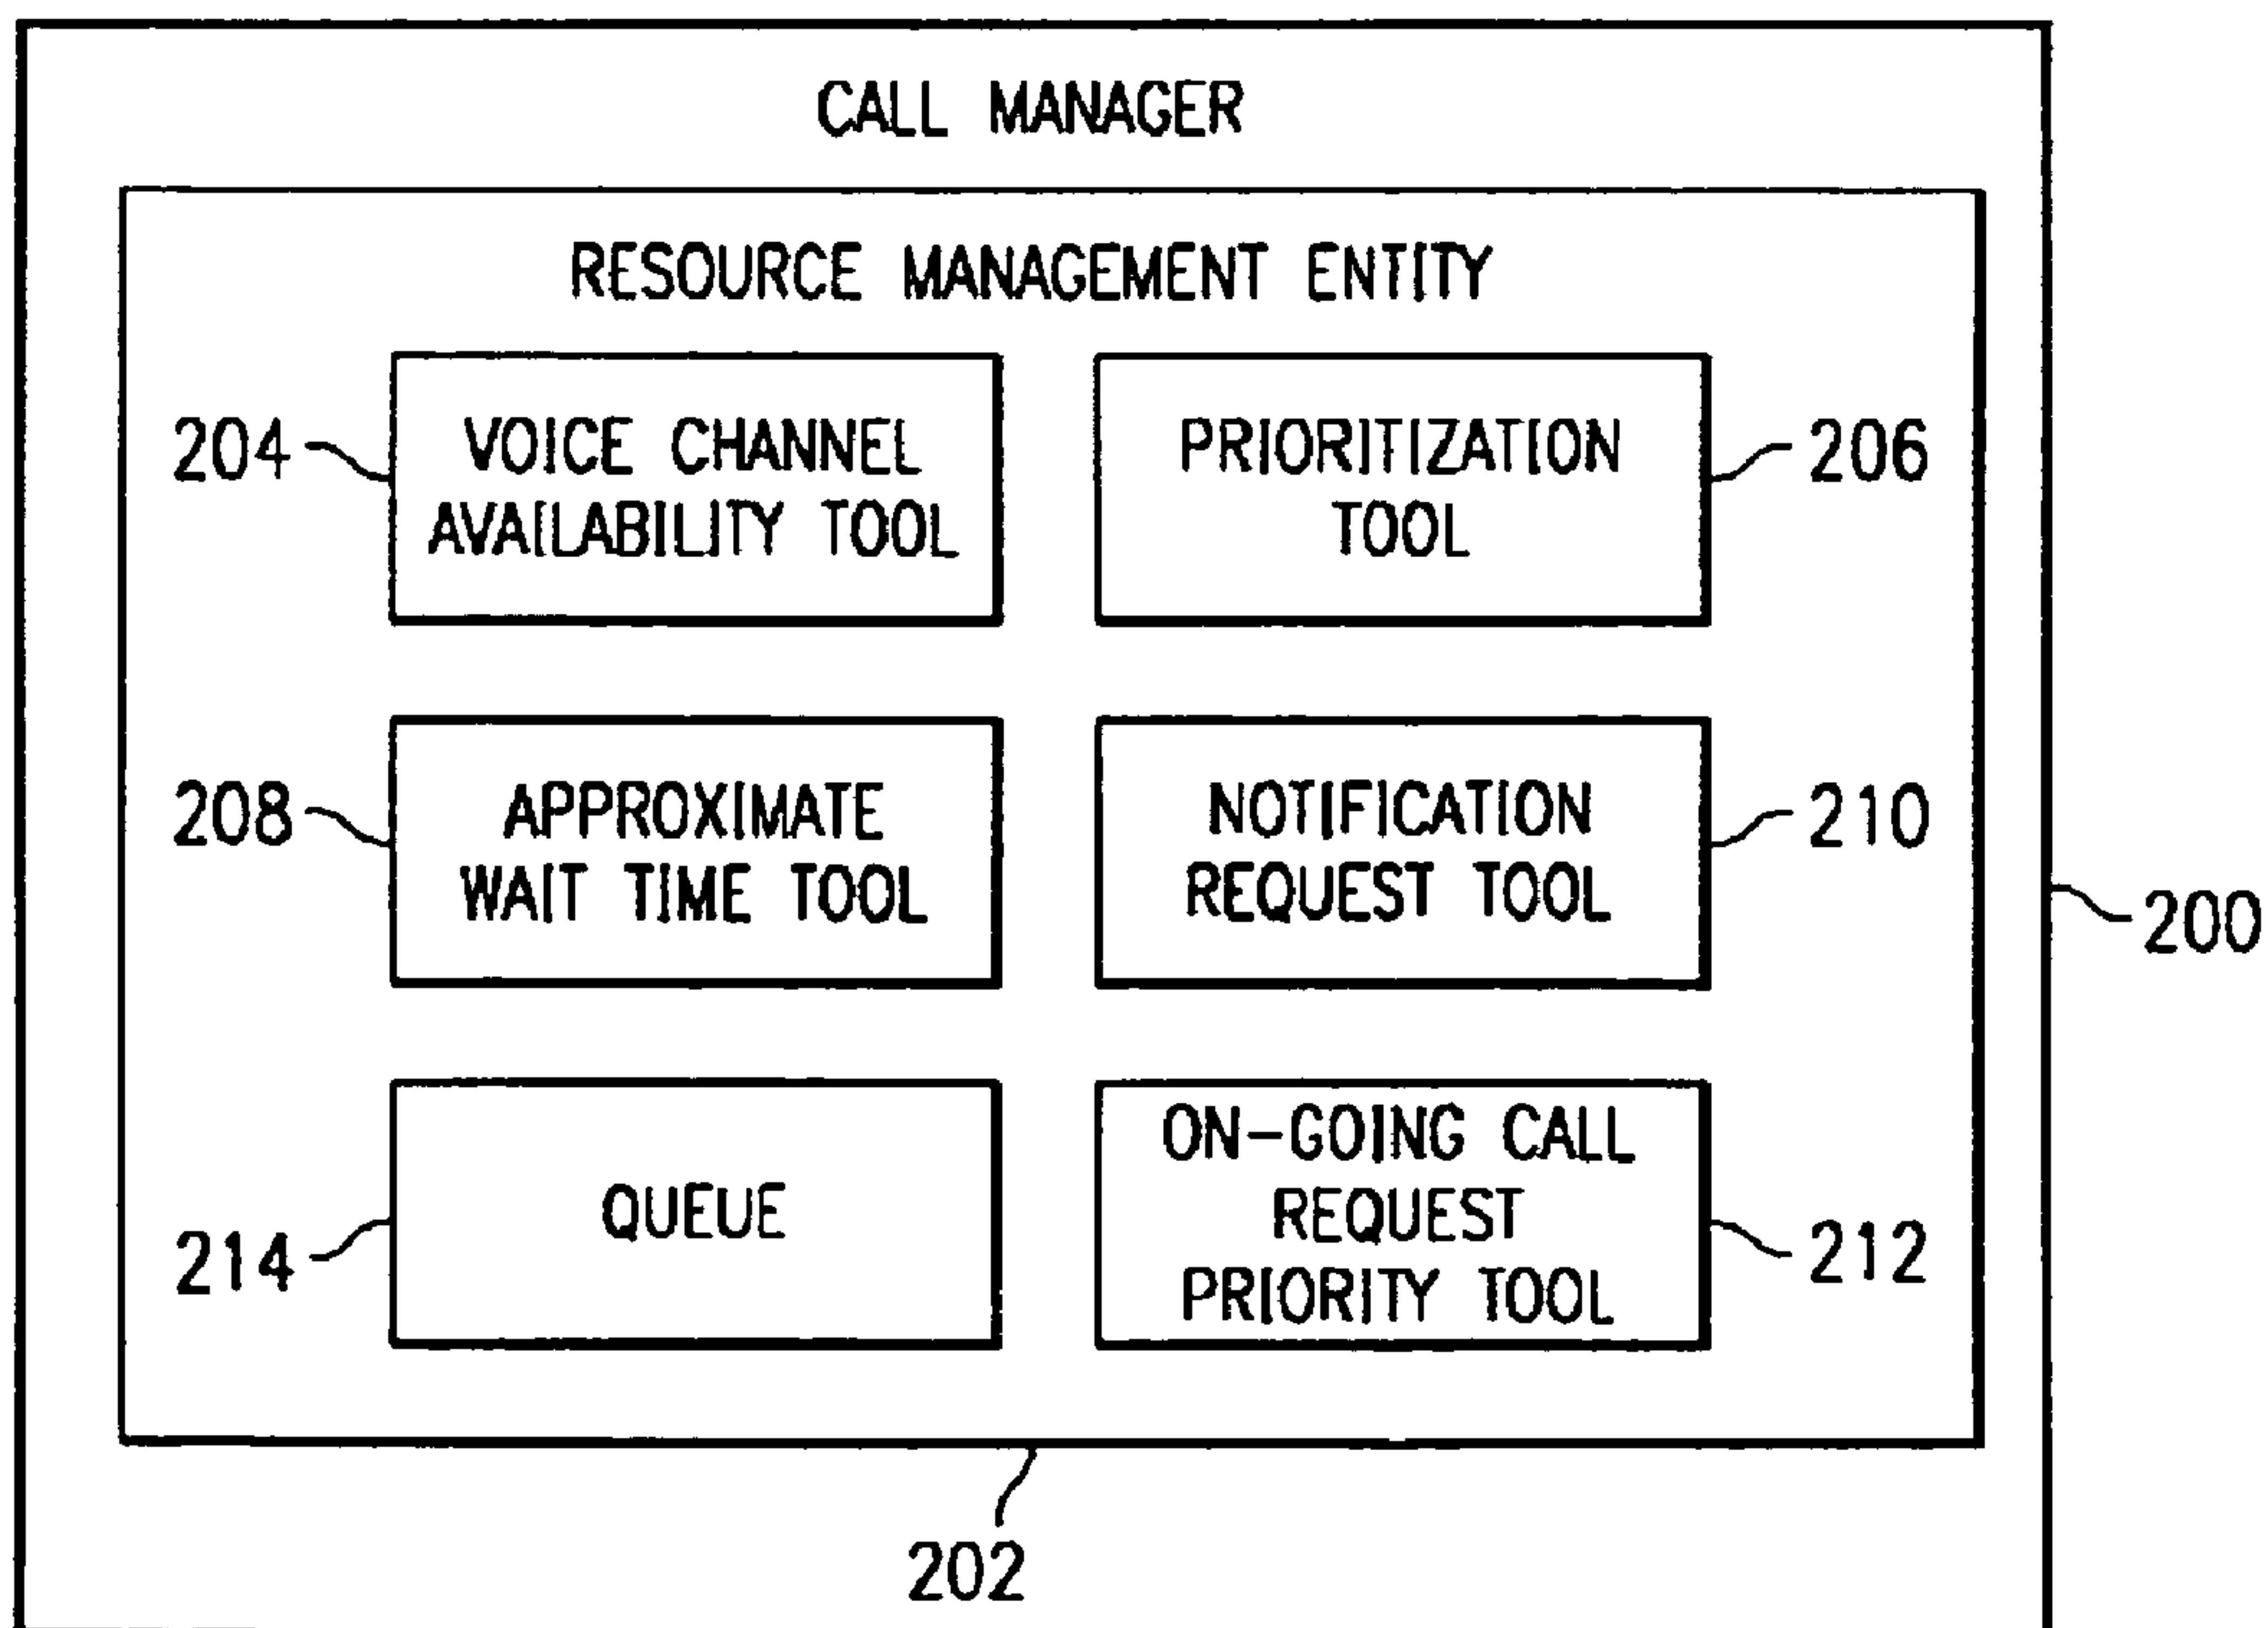 CALL MANAGER
RESOURCE MANAGEMENT ENTITY
204
VOICE CHANNEL
AVAILABILITY TOOL
PRIORITIZATION
TOOL
206
208
APPROXIMATE
WAIT TIME TOOL
NOTIFICATION
REQUEST TOOL
210
200
214
QUEUE
ON-GOING CALL
REQUEST
PRIORITY TOOL
212
202